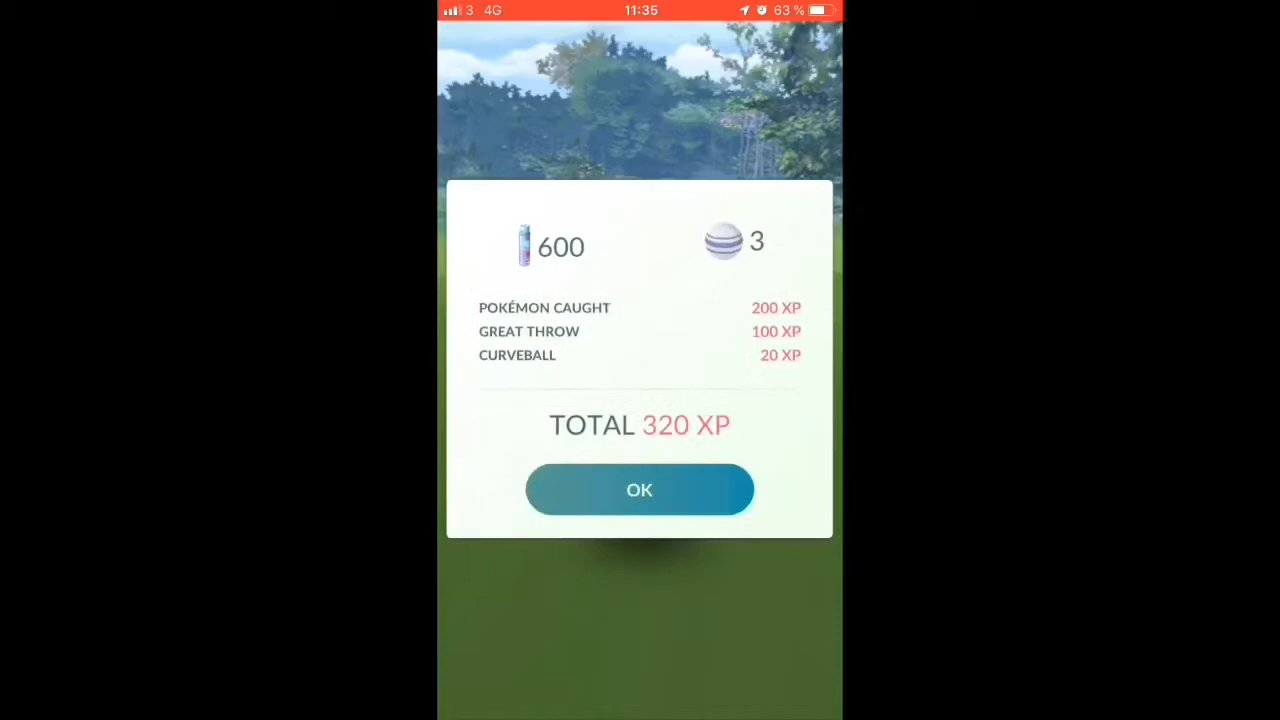 3 4G 11:35 63 %
600 3
POKÉMON CAUGHT 200 XP
GREAT THROW 100 XP
CURVEBALL 20 XP
TOTAL 320 XP
OK